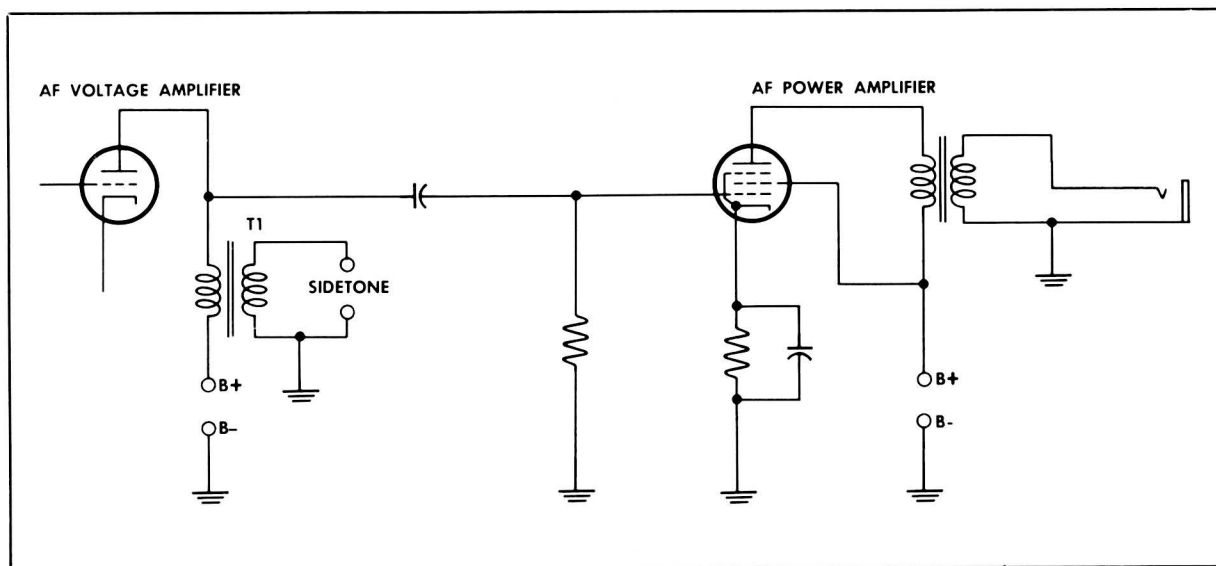 AF VOLTAGE AMPLIFIER
AF POWER AMPLIFIER
T1
SIDETONE
B+
B-
B+
B-